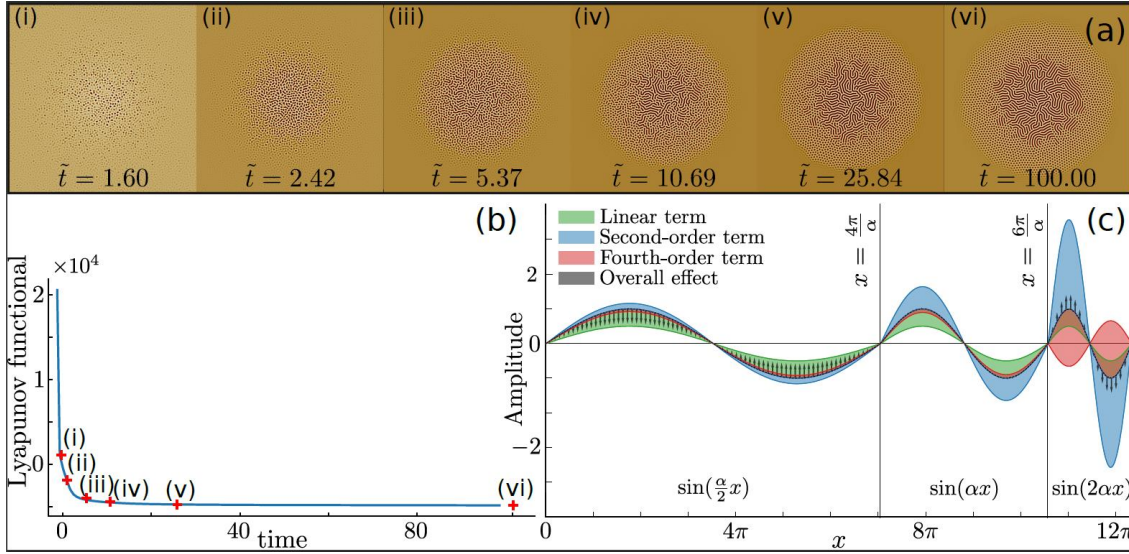 (i) (ii) (iii) (iv) (v) (vi) (a)
t̃ = 1.60 t̃ = 2.42 t̃ = 5.37 t̃ = 10.69 t̃ = 25.84 t̃ = 100.00
(b)
×10⁴
Lyapunov functional
2
1
0
(i)
(ii)
(iii) (iv) (v) (vi)
0 40 80
time
(c)
Linear term
Second-order term
Fourth-order term
Overall effect
x = 4π/α
x = 6π/α
Amplitude
2
0
−2
0
sin(α/2 x) sin(αx) sin(2αx)
0 4π 8π 12π
x